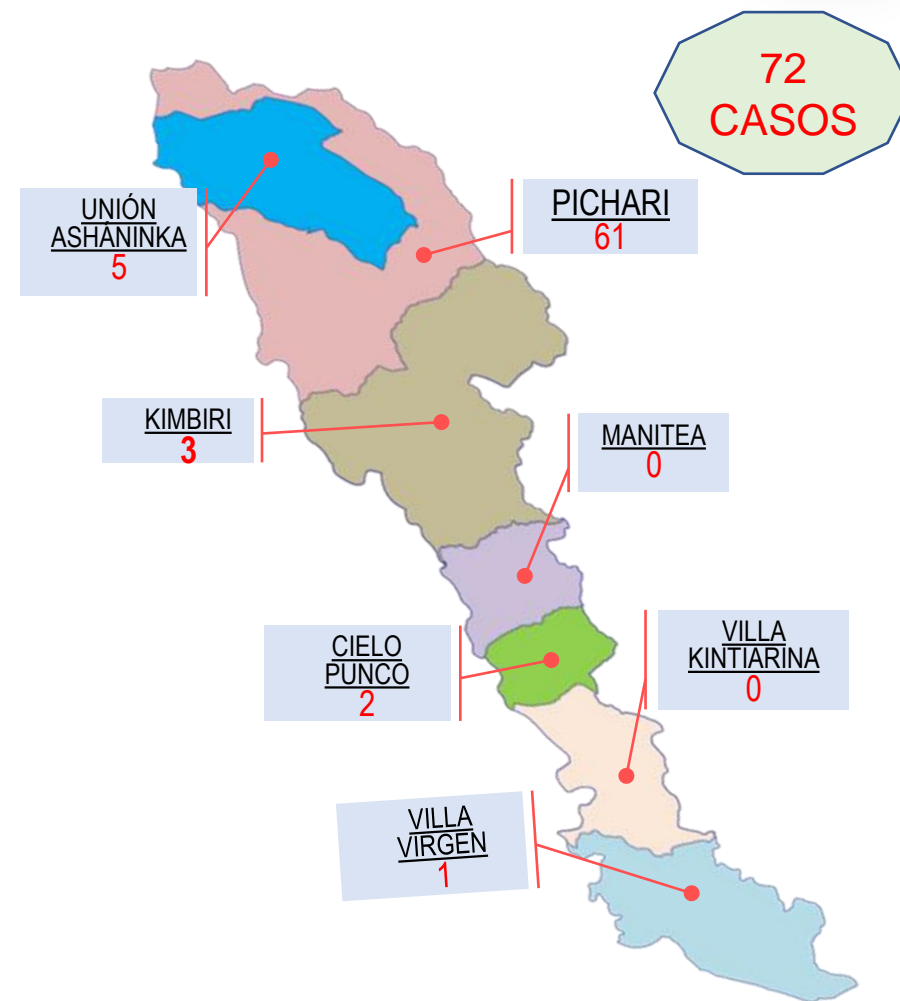 72
CASOS
UNIÓN
ASHÁNINKA
5
PICHARI
61
KIMBIRI
3
MANITEA
0
CIELO
PUNCO
2
VILLA
KINTIARINA
0
VILLA
VIRGEN
1